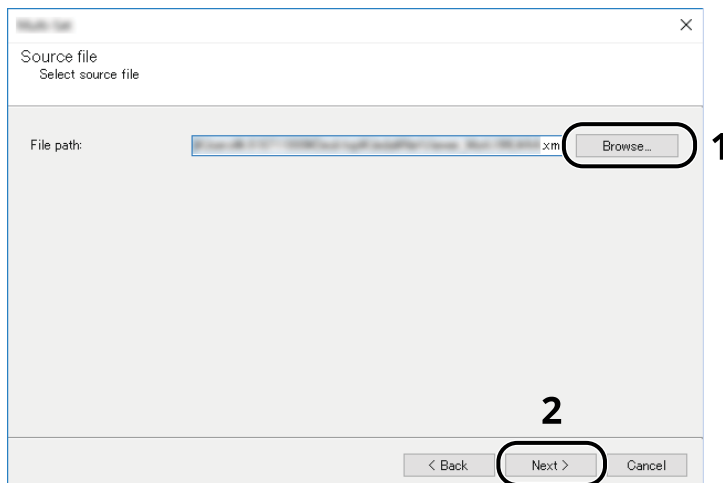 Source file
Select source file
File path: .xm Browse... 1
2
< Back Next > Cancel